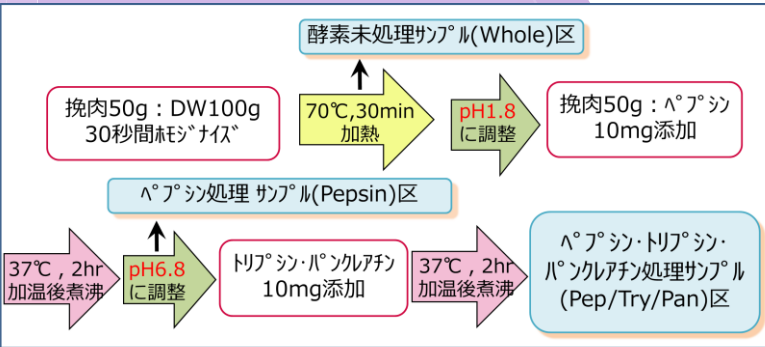 酵素未処理サンプル(Whole)区
挽肉50g：DW100g
30秒間ﾎﾓｼﾞﾅｲｽﾞ
70℃,30min
加熱
pH1.8
に調整
挽肉50g：ﾍﾟﾌﾟｼﾝ
10mg添加
ﾍﾟﾌﾟｼﾝ処理 ｻﾝﾌﾟﾙ(Pepsin)区
37℃ , 2hr
加温後煮沸
pH6.8
に調整
ﾄﾘﾌﾟｼﾝ･ﾊﾟﾝｸﾚｱﾁﾝ
10mg添加
37℃ , 2hr
加温後煮沸
ﾍﾟﾌﾟｼﾝ･ﾄﾘﾌﾟｼﾝ･
ﾊﾟﾝｸﾚｱﾁﾝ処理ｻﾝﾌﾟﾙ
(Pep/Try/Pan)区